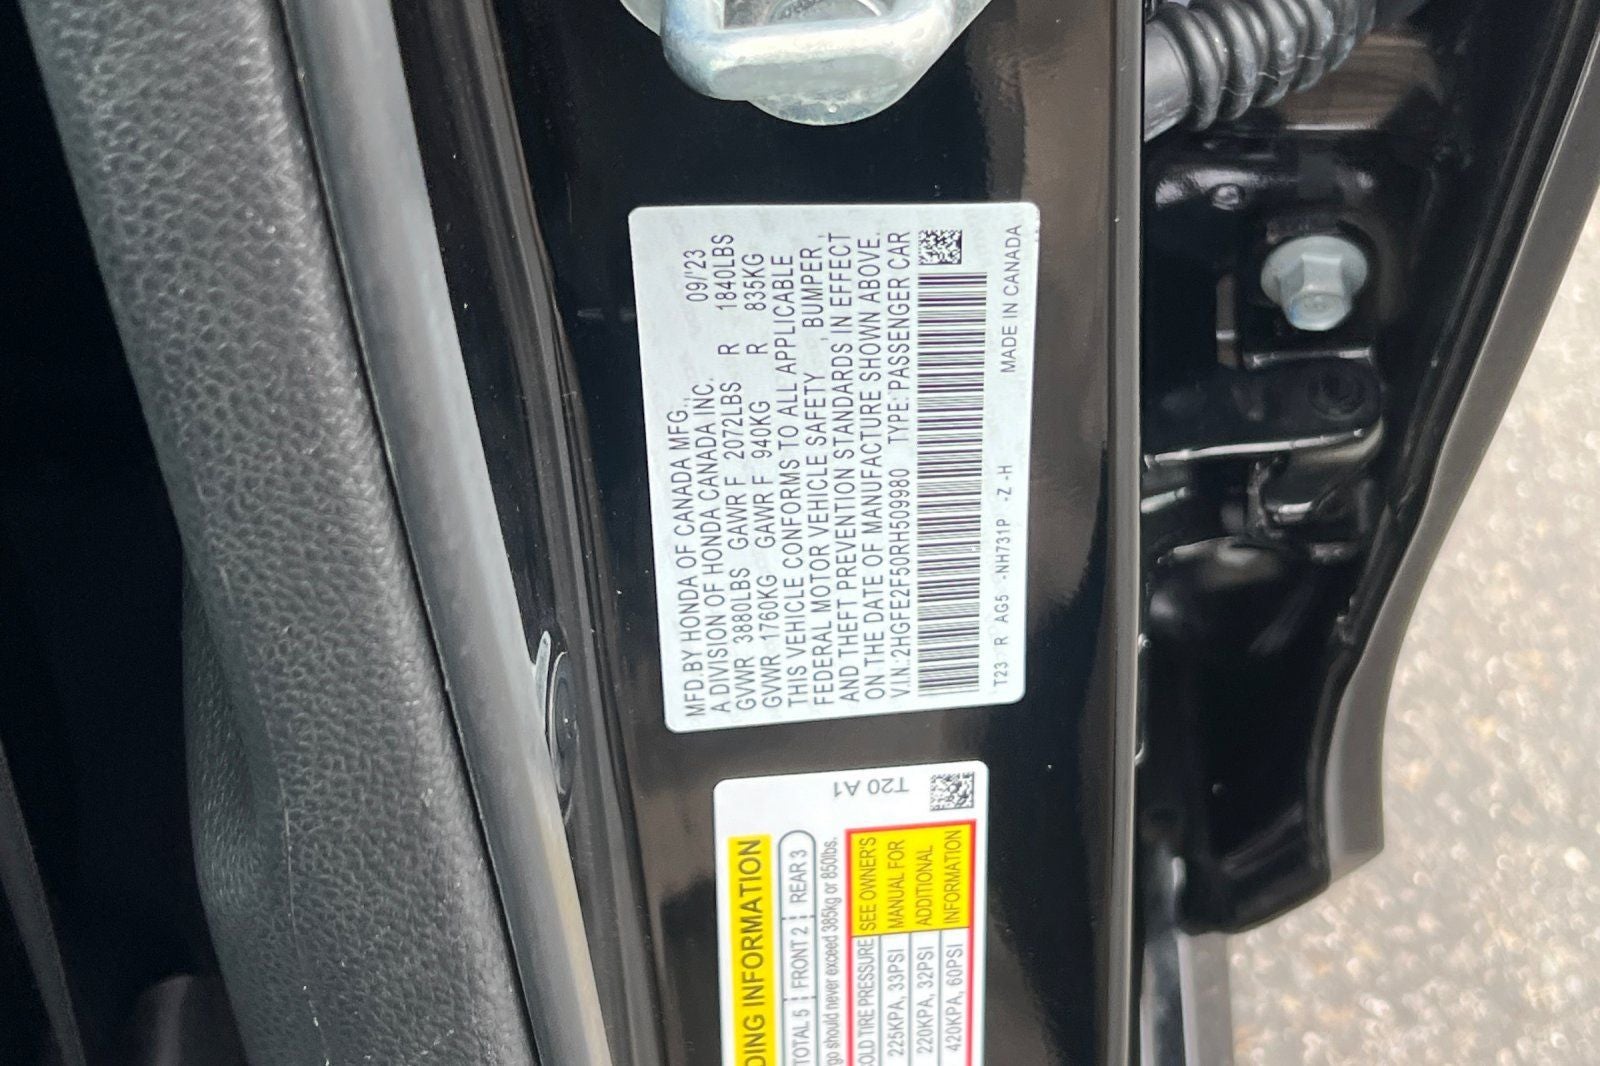 MFD. BY HONDA OF CANADA MFG., 09/'23
A DIVISION OF HONDA CANADA INC.
GVWR 3880LBS GAWR F 2072LBS R 1840LBS
GVWR 1760KG GAWR F 940KG R 835KG
THIS VEHICLE CONFORMS TO ALL APPLICABLE
FEDERAL MOTOR VEHICLE SAFETY, BUMPER,
AND THEFT PREVENTION STANDARDS IN EFFECT
ON THE DATE OF MANUFACTURE SHOWN ABOVE.
V.I.N.: 2HGFE2F50RH509980 TYPE: PASSENGER CAR
T23 R AG5 -NH731P -Z -H MADE IN CANADA
T20 A1
DING INFORMATION
TOTAL 5 FRONT 2 REAR 3
rgo should never exceed 385kg or 850lbs.
OLD TIRE PRESSURE
225KPA, 33PSI
220KPA, 32PSI
420KPA, 60PSI
SEE OWNER'S
MANUAL FOR
ADDITIONAL
INFORMATION